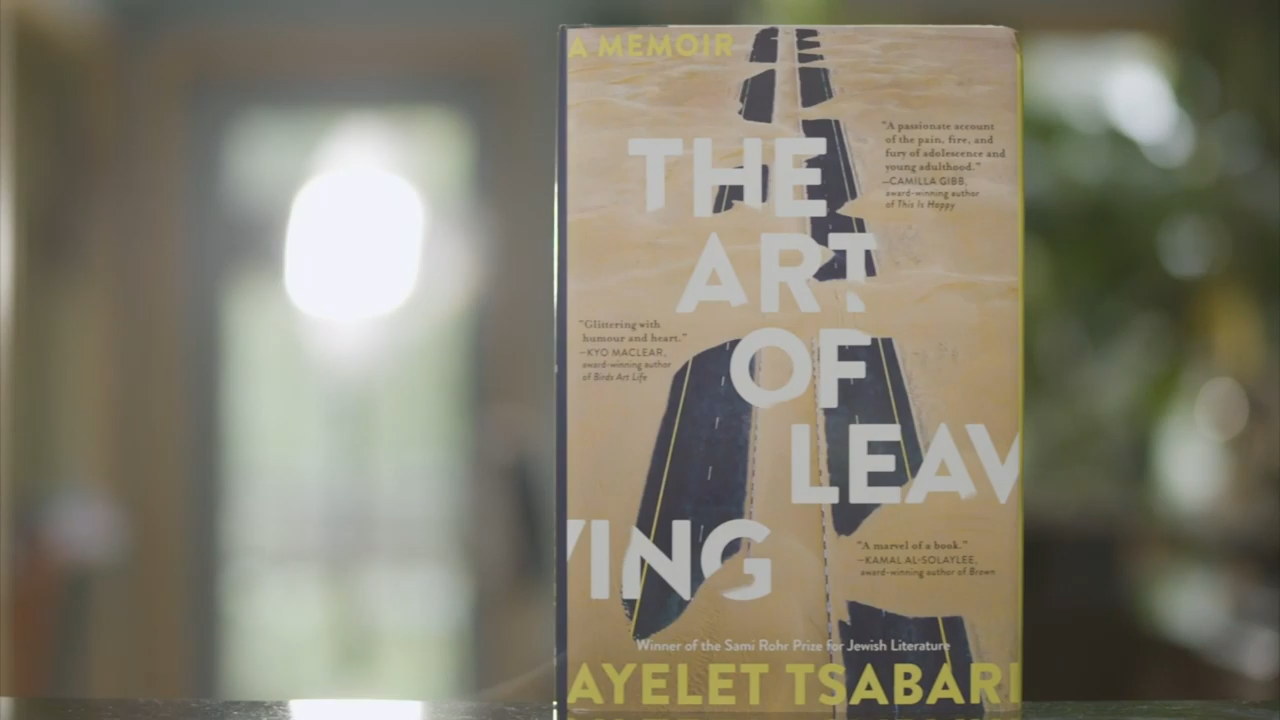 A MEMOIR
"A passionate account
of the pain, fire, and
fury of adolescence and
young adulthood."
—CAMILLA GIBB,
award-winning author
of This Is Happy
THE
ART
OF
LEAV
VING
"Glittering with
humour and heart."
—KYO MACLEAR,
award-winning author
of Birds Art Life
"A marvel of a book."
—KAMAL AL-SOLAYLEE,
award-winning author of Brown
Winner of the Sami Rohr Prize for Jewish Literature
AYELET TSABARI